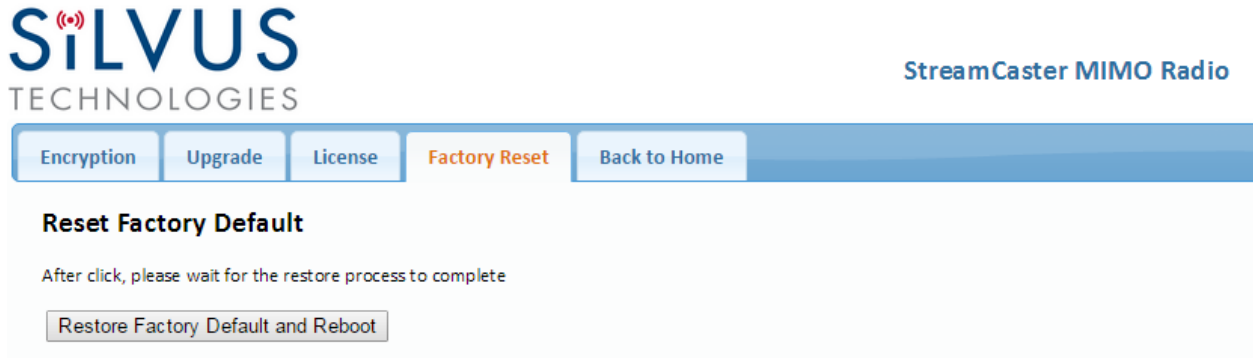 SiLVUS
TECHNOLOGIES
StreamCaster MIMO Radio
Encryption Upgrade License Factory Reset Back to Home
Reset Factory Default
After click, please wait for the restore process to complete
Restore Factory Default and Reboot